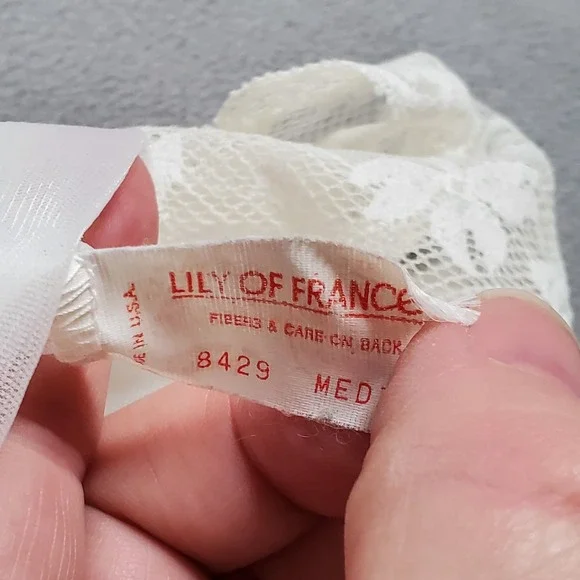 LILY OF FRANCE
FIBERS & CARE ON BACK
8429 MED
IN U.S.A.